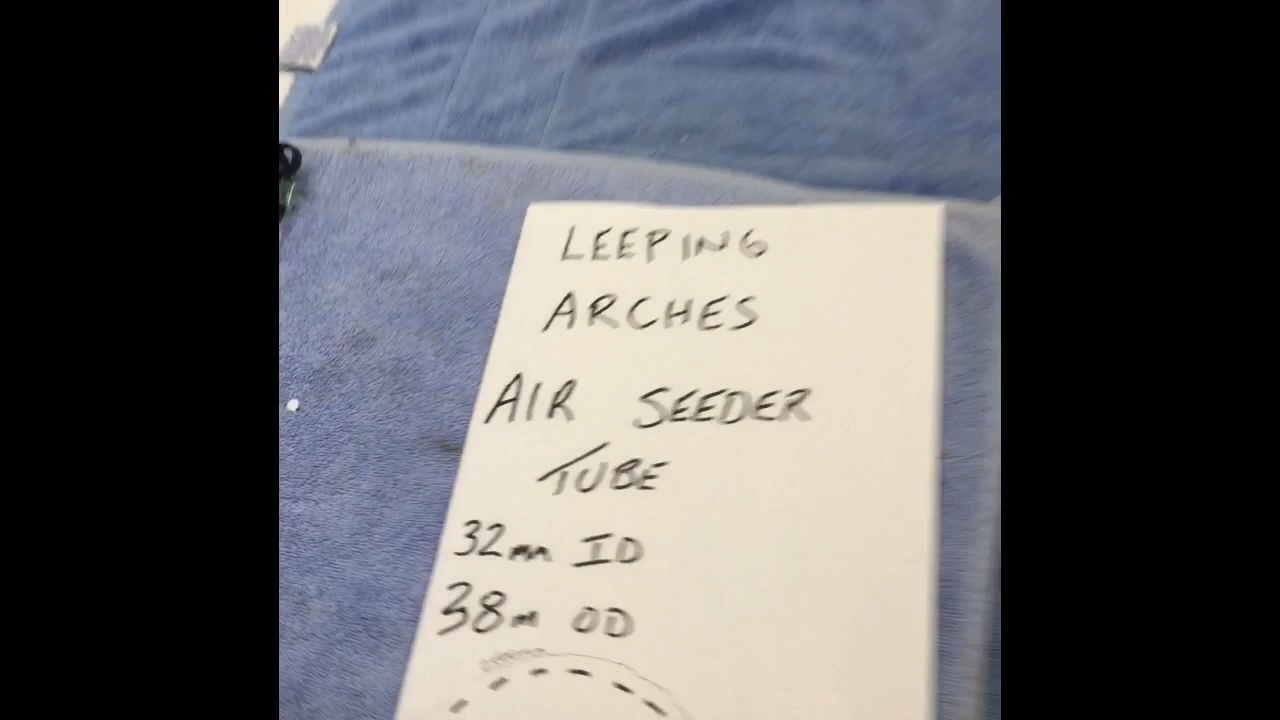 LEEPING
ARCHES
AIR SEEDER
TUBE
32mm ID
38m OD